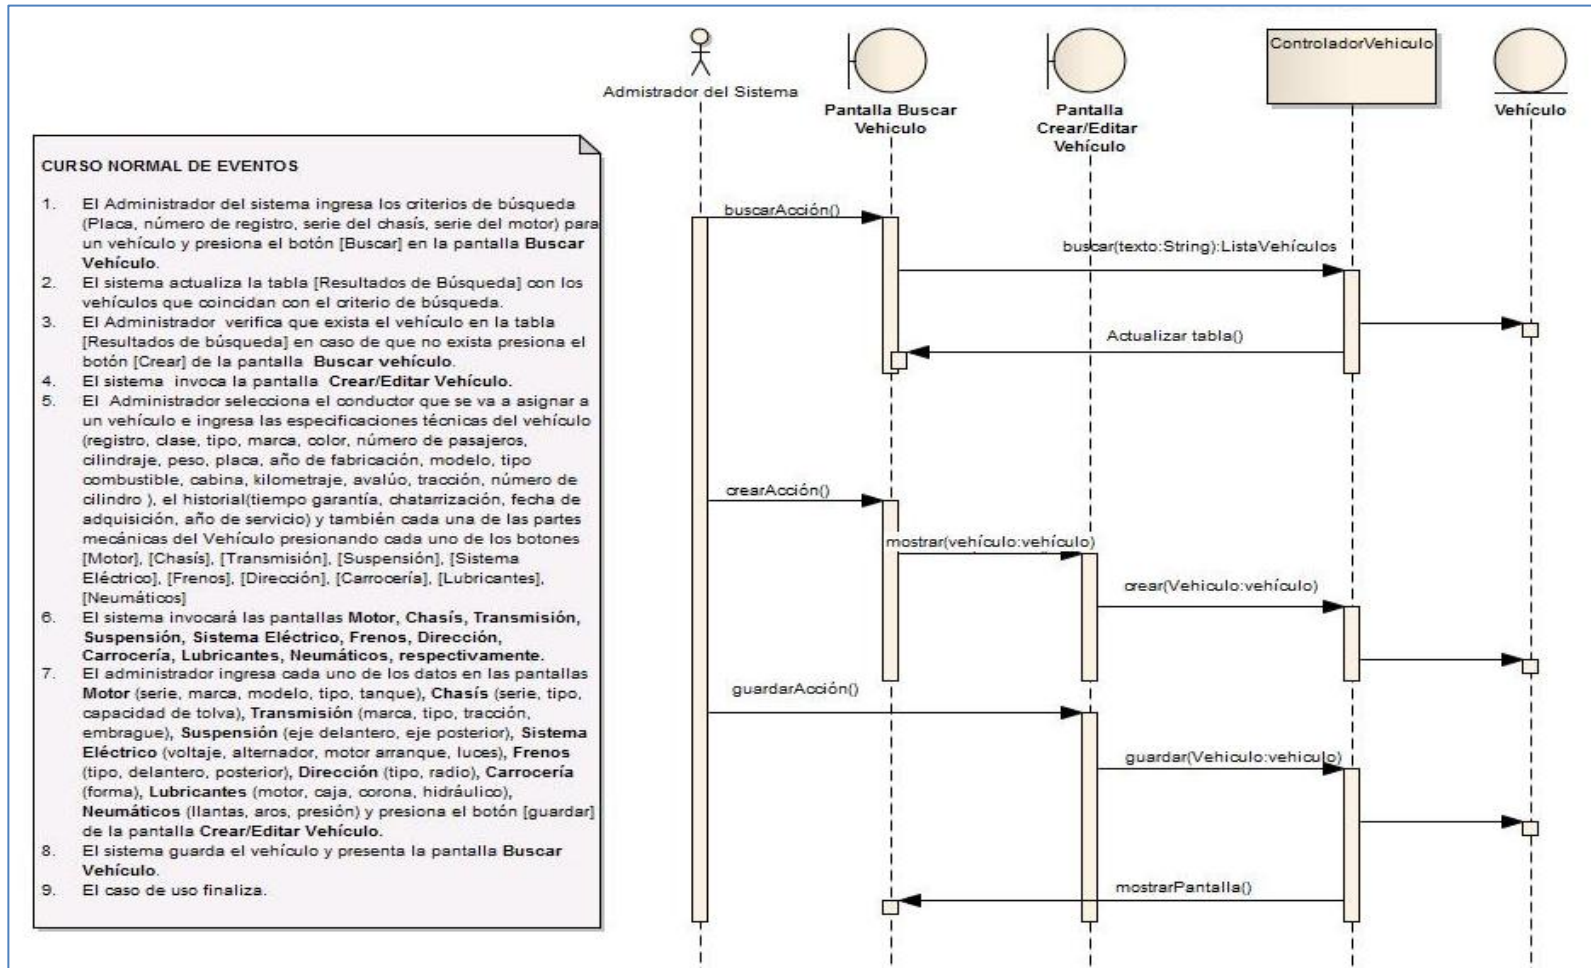 Admistrador del Sistema
Pantalla Buscar
Vehiculo
Pantalla
Crear/Editar
Vehículo
ControladorVehiculo
Vehículo
CURSO NORMAL DE EVENTOS
1. El Administrador del sistema ingresa los criterios de búsqueda
(Placa, número de registro, serie del chasís, serie del motor) para
un vehículo y presiona el botón [Buscar] en la pantalla Buscar
Vehículo.
2. El sistema actualiza la tabla [Resultados de Búsqueda] con los
vehículos que coincidan con el criterio de búsqueda.
3. El Administrador verifica que exista el vehículo en la tabla
[Resultados de búsqueda] en caso de que no exista presiona el
botón [Crear] de la pantalla Buscar vehículo.
4. El sistema invoca la pantalla Crear/Editar Vehículo.
5. El Administrador selecciona el conductor que se va a asignar a
un vehículo e ingresa las especificaciones técnicas del vehículo
(registro, clase, tipo, marca, color, número de pasajeros,
cilindraje, peso, placa, año de fabricación, modelo, tipo
combustible, cabina, kilometraje, avalúo, tracción, número de
cilindro ), el historial(tiempo garantía, chatarrización, fecha de
adquisición, año de servicio) y también cada una de las partes
mecánicas del Vehículo presionando cada uno de los botones
[Motor], [Chasís], [Transmisión], [Suspensión], [Sistema
Eléctrico], [Frenos], [Dirección], [Carrocería], [Lubricantes],
[Neumáticos]
6. El sistema invocará las pantallas Motor, Chasís, Transmisión,
Suspensión, Sistema Eléctrico, Frenos, Dirección,
Carrocería, Lubricantes, Neumáticos, respectivamente.
7. El administrador ingresa cada uno de los datos en las pantallas
Motor (serie, marca, modelo, tipo, tanque), Chasís (serie, tipo,
capacidad de tolva), Transmisión (marca, tipo, tracción,
embrague), Suspensión (eje delantero, eje posterior), Sistema
Eléctrico (voltaje, alternador, motor arranque, luces), Frenos
(tipo, delantero, posterior), Dirección (tipo, radio), Carrocería
(forma), Lubricantes (motor, caja, corona, hidráulico),
Neumáticos (llantas, aros, presión) y presiona el botón [guardar]
de la pantalla Crear/Editar Vehículo.
8. El sistema guarda el vehículo y presenta la pantalla Buscar
Vehículo.
9. El caso de uso finaliza.
buscarAcción()
buscar(texto:String):ListaVehículos
Actualizar tabla()
crearAcción()
mostrar(vehículo:vehículo)
crear(Vehiculo:vehículo)
guardarAcción()
guardar(Vehiculo:vehiculo)
mostrarPantalla()